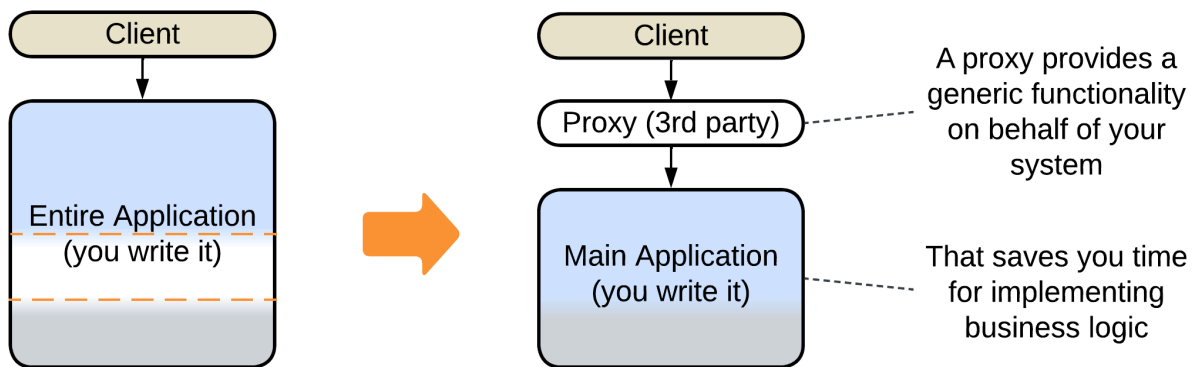 Client
Entire Application
(you write it)
Client
Proxy (3rd party)
Main Application
(you write it)
A proxy provides a
generic functionality
on behalf of your
system
That saves you time
for implementing
business logic